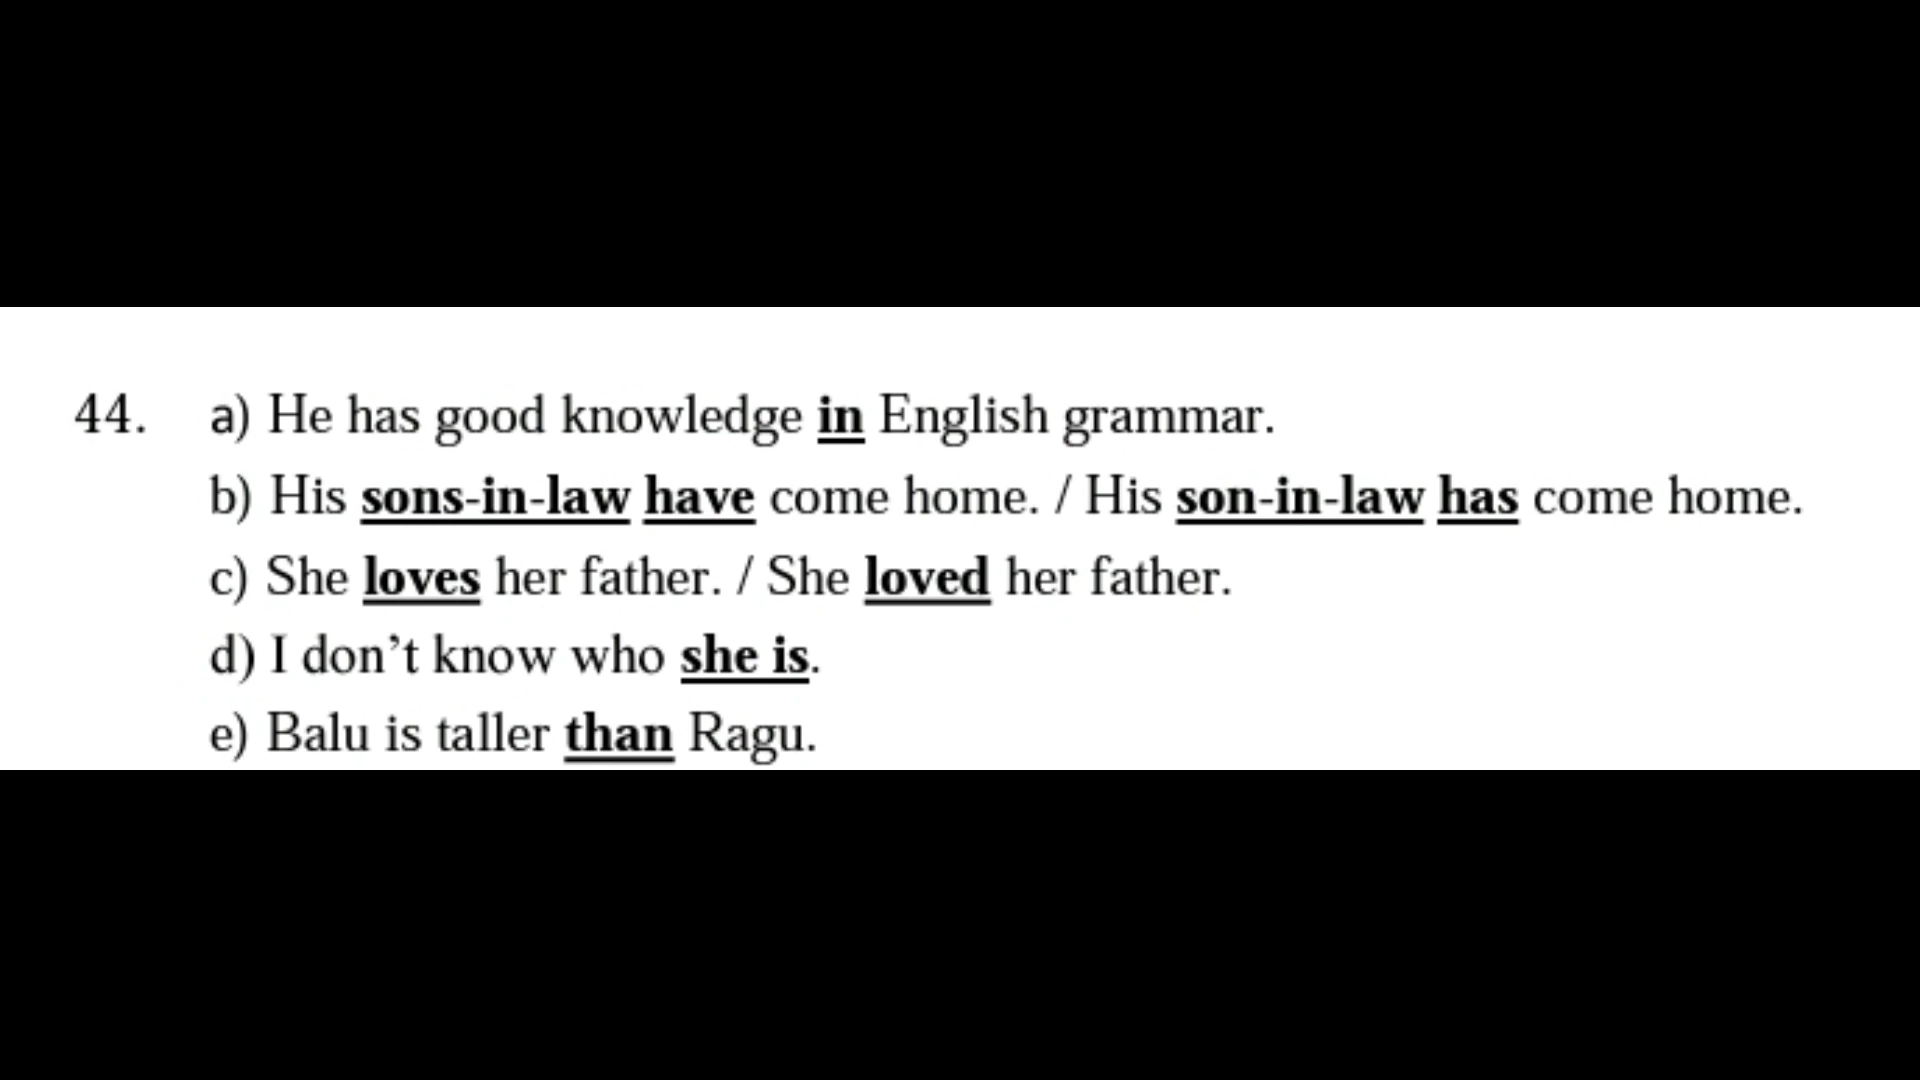 44. a) He has good knowledge in English grammar.
b) His sons-in-law have come home. / His son-in-law has come home.
c) She loves her father. / She loved her father.
d) I don’t know who she is.
e) Balu is taller than Ragu.